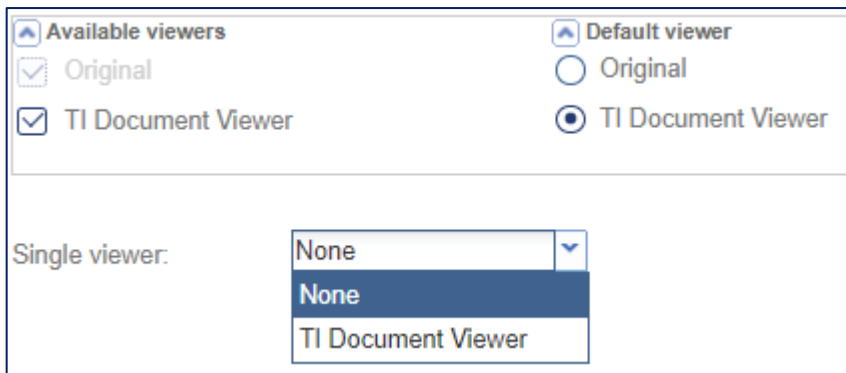 Available viewers
Original
TI Document Viewer
Default viewer
Original
TI Document Viewer
Single viewer:
None
None
TI Document Viewer